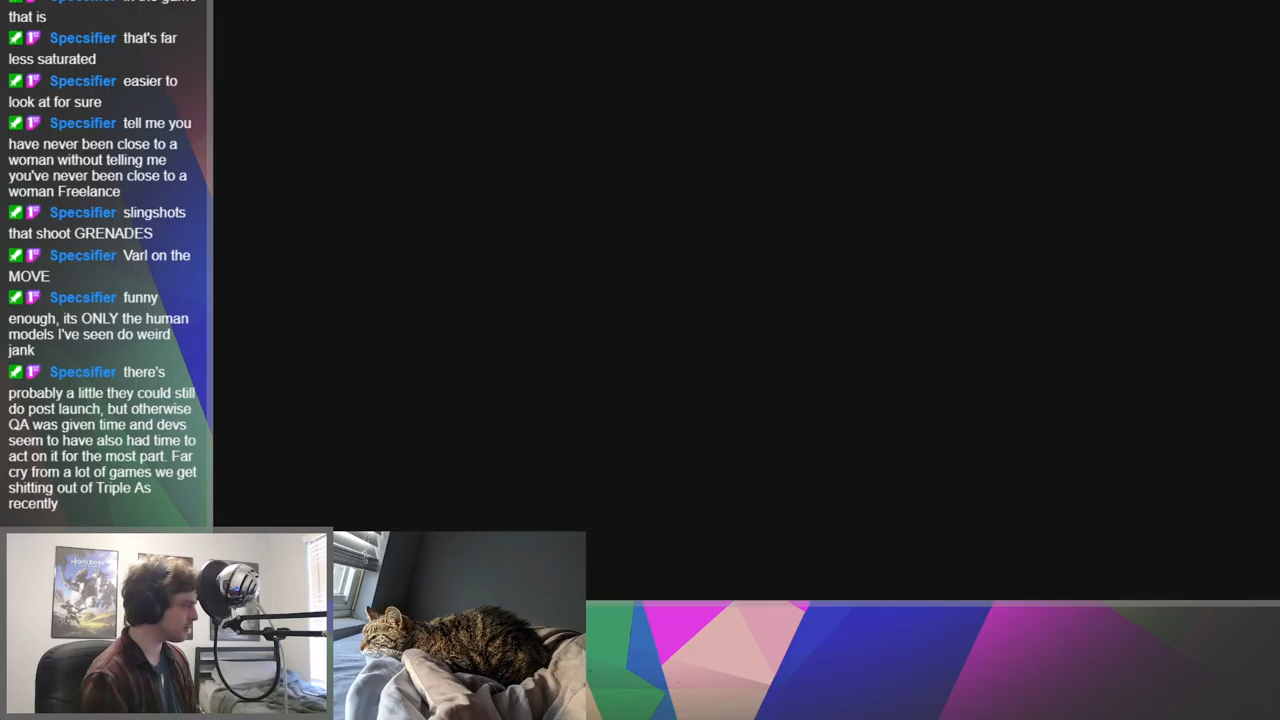 that is
Specsifier that's far
less saturated
Specsifier easier to
look at for sure
Specsifier tell me you
have never been close to a
woman without telling me
you've never been close to a
woman Freelance
Specsifier slingshots
that shoot GRENADES
Specsifier Varl on the
MOVE
Specsifier funny
enough, its ONLY the human
models I've seen do weird
jank
Specsifier there's
probably a little they could still
do post launch, but otherwise
QA was given time and devs
seem to have also had time to
act on it for the most part. Far
cry from a lot of games we get
shitting out of Triple As
recently
HORIZON